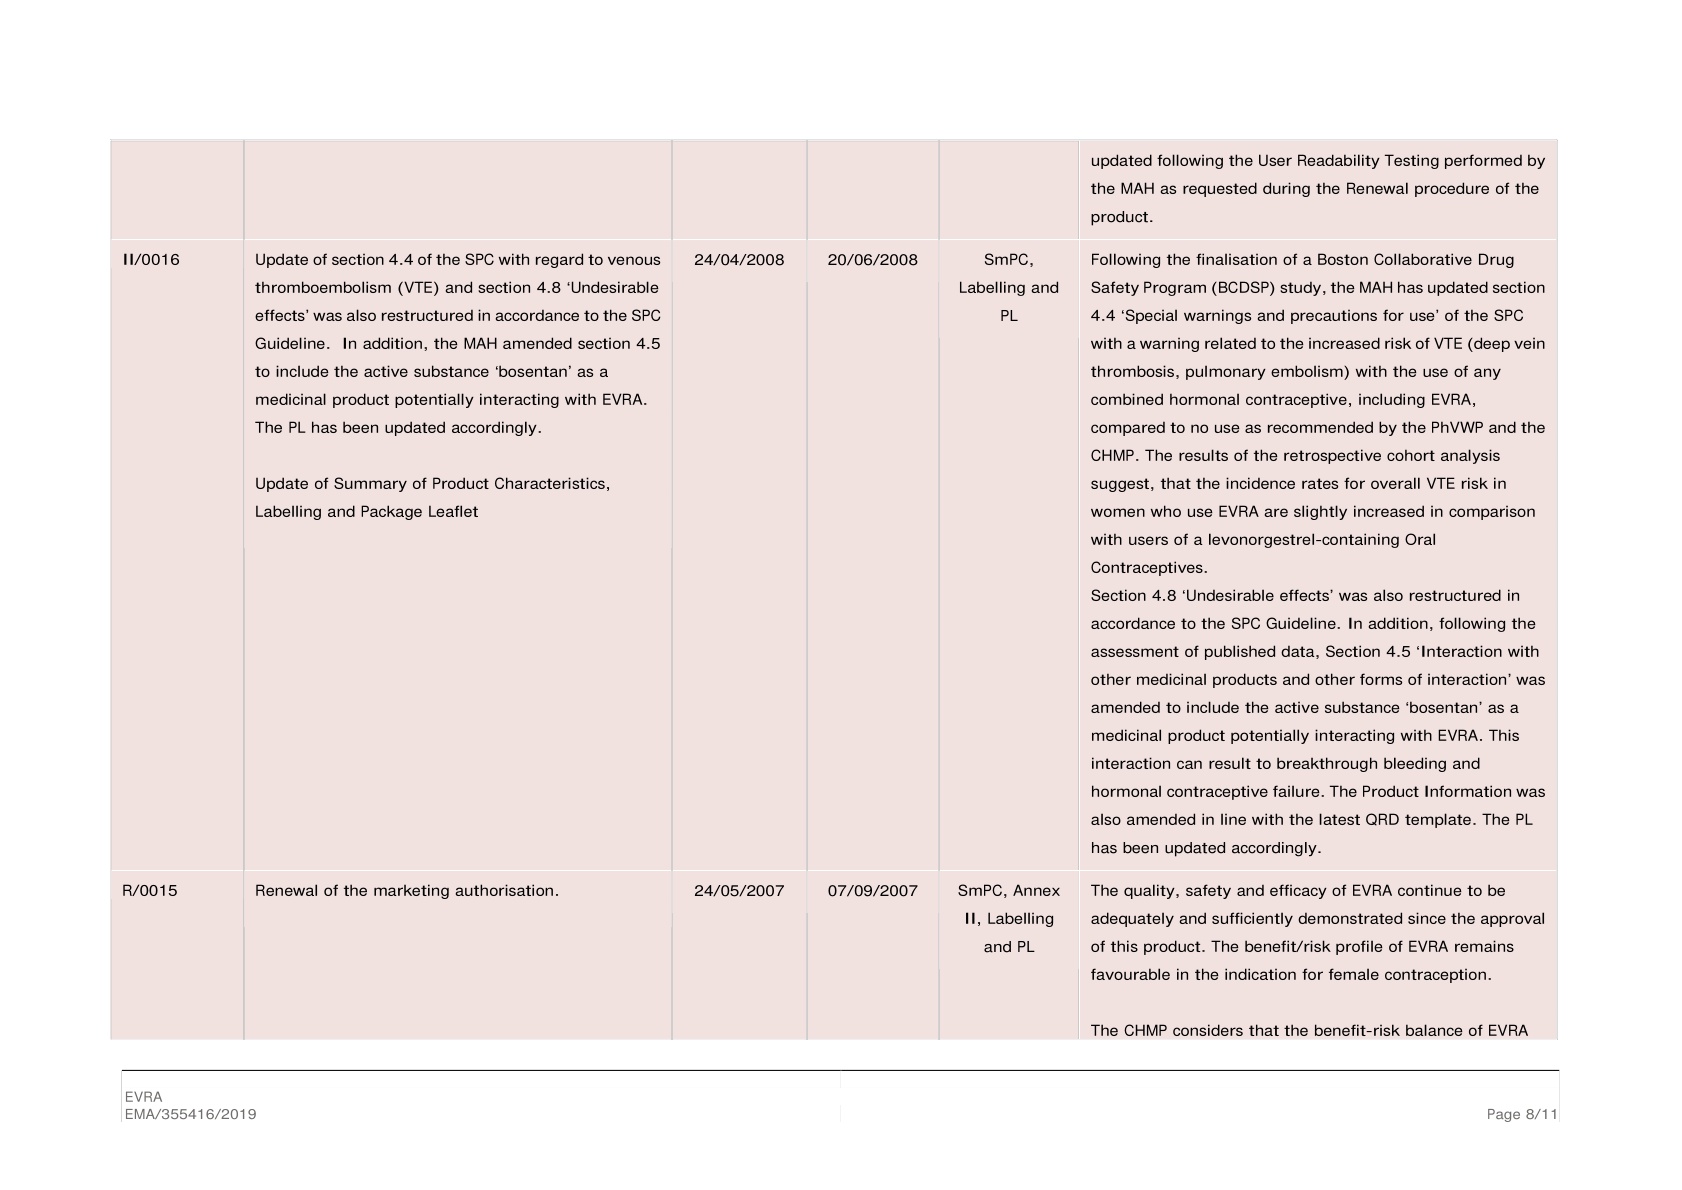 updated following the User Readability Testing performed by
the MAH as requested during the Renewal procedure of the
product.
II/0016
Update of section 4.4 of the SPC with regard to venous
thromboembolism (VTE) and section 4.8 ‘Undesirable
effects’ was also restructured in accordance to the SPC
Guideline.  In addition, the MAH amended section 4.5
to include the active substance ‘bosentan’ as a
medicinal product potentially interacting with EVRA.
The PL has been updated accordingly.
Update of Summary of Product Characteristics,
Labelling and Package Leaflet
24/04/2008
20/06/2008
SmPC,
Labelling and
PL
Following the finalisation of a Boston Collaborative Drug
Safety Program (BCDSP) study, the MAH has updated section
4.4 ‘Special warnings and precautions for use’ of the SPC
with a warning related to the increased risk of VTE (deep vein
thrombosis, pulmonary embolism) with the use of any
combined hormonal contraceptive, including EVRA,
compared to no use as recommended by the PhVWP and the
CHMP. The results of the retrospective cohort analysis
suggest, that the incidence rates for overall VTE risk in
women who use EVRA are slightly increased in comparison
with users of a levonorgestrel-containing Oral
Contraceptives.
Section 4.8 ‘Undesirable effects’ was also restructured in
accordance to the SPC Guideline. In addition, following the
assessment of published data, Section 4.5 ‘Interaction with
other medicinal products and other forms of interaction’ was
amended to include the active substance ‘bosentan’ as a
medicinal product potentially interacting with EVRA. This
interaction can result to breakthrough bleeding and
hormonal contraceptive failure. The Product Information was
also amended in line with the latest QRD template. The PL
has been updated accordingly.
R/0015
Renewal of the marketing authorisation.
24/05/2007
07/09/2007
SmPC, Annex
II, Labelling
and PL
The quality, safety and efficacy of EVRA continue to be
adequately and sufficiently demonstrated since the approval
of this product. The benefit/risk profile of EVRA remains
favourable in the indication for female contraception.
The CHMP considers that the benefit-risk balance of EVRA
EVRA
EMA/355416/2019
Page 8/11